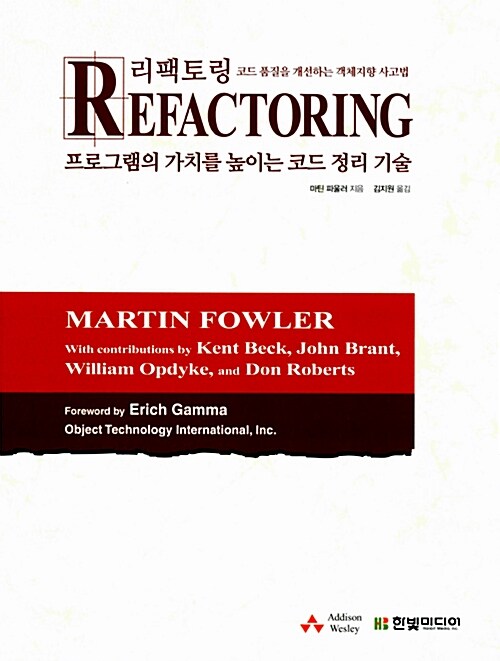 리팩토링 코드 품질을 개선하는 객체지향 사고법
REFACTORING
프로그램의 가치를 높이는 코드 정리 기술
마틴 파울러 지음 김지원 옮김
MARTIN FOWLER
With contributions by Kent Beck, John Brant,
William Opdyke, and Don Roberts
Foreword by Erich Gamma
Object Technology International, Inc.
Addison
Wesley
HB 한빛미디어
Hanbit Media, Inc.